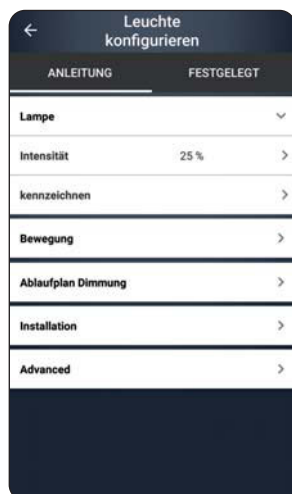 Leuchte
konfigurieren
ANLEITUNG FESTGELEGT
Lampe
Intensität 25 %
kennzeichnen
Bewegung
Ablaufplan Dimmung
Installation
Advanced